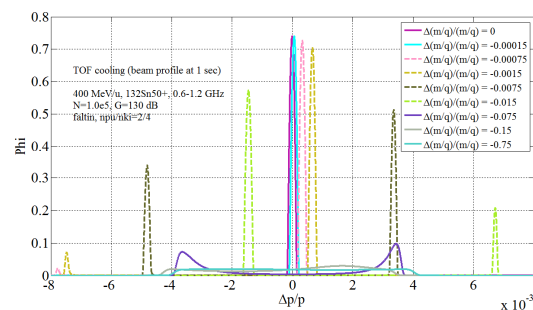 0.8
0.7
0.6
0.5
0.4
0.3
0.2
0.1
0
Phi
TOF cooling (beam profile at 1 sec)
400 MeV/u, 132Sn50+, 0.6-1.2 GHz
N=1.0e5, G=130 dB
faltin, npu/nki=2/4
Δ(m/q)/(m/q) = 0
Δ(m/q)/(m/q) = -0.00015
Δ(m/q)/(m/q) = -0.00075
Δ(m/q)/(m/q) = -0.0015
Δ(m/q)/(m/q) = -0.0075
Δ(m/q)/(m/q) = -0.015
Δ(m/q)/(m/q) = -0.075
Δ(m/q)/(m/q) = -0.15
Δ(m/q)/(m/q) = -0.75
-8 -6 -4 -2 0 2 4 6
Δp/p
x 10⁻³